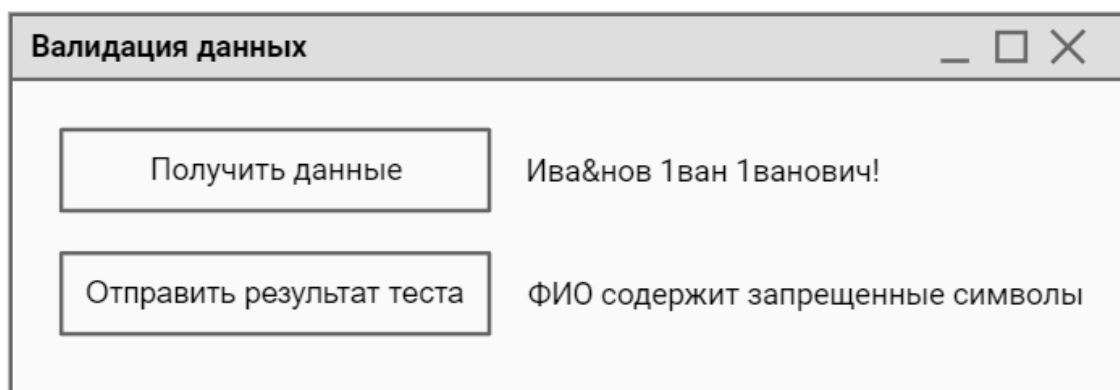 Валидация данных
Получить данные Ива&нов 1ван 1ванович!
Отправить результат теста ФИО содержит запрещенные символы